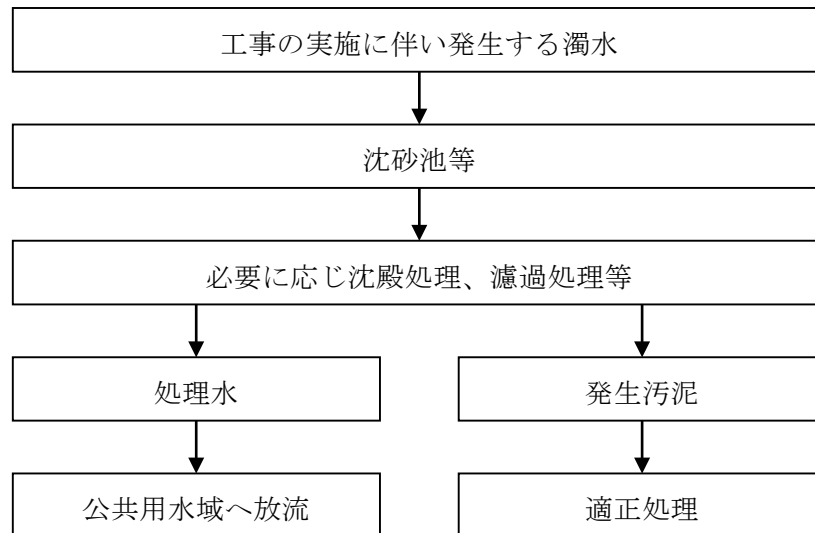 工事の実施に伴い発生する濁水
沈砂池等
必要に応じ沈殿処理、濾過処理等
処理水
発生汚泥
公共用水域へ放流
適正処理